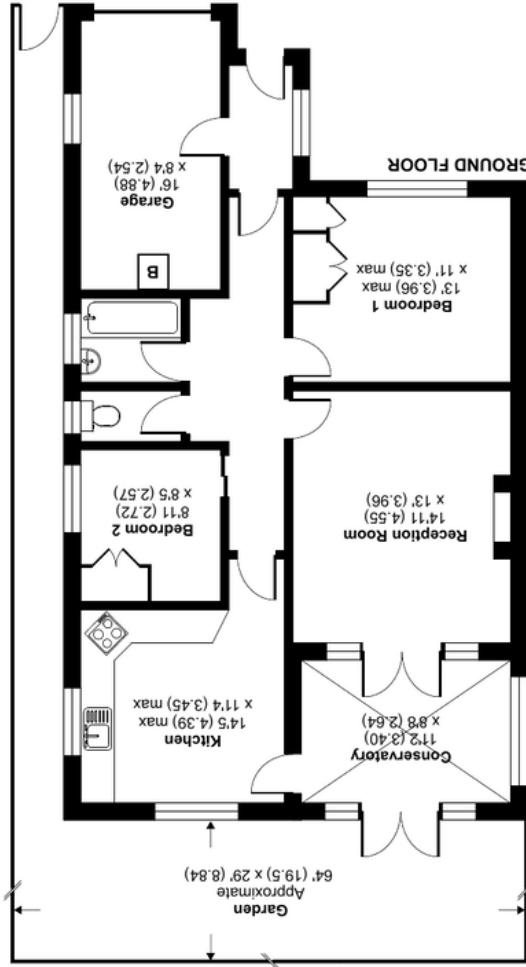 Garden
Approximate
64' (19.5) x 29' (8.84)
Conservatory
11'2 (3.40)
x 8'8 (2.64)
Kitchen
14'5 (4.39) max
x 11'4 (3.45) max
Reception Room
14'11 (4.55)
x 13' (3.96)
Bedroom 2
8'11 (2.72)
x 8'5 (2.57)
Bedroom 1
13' (3.96) max
x 11' (3.35) max
B
Garage
16' (4.88)
x 8'4 (2.54)
GROUND FLOOR